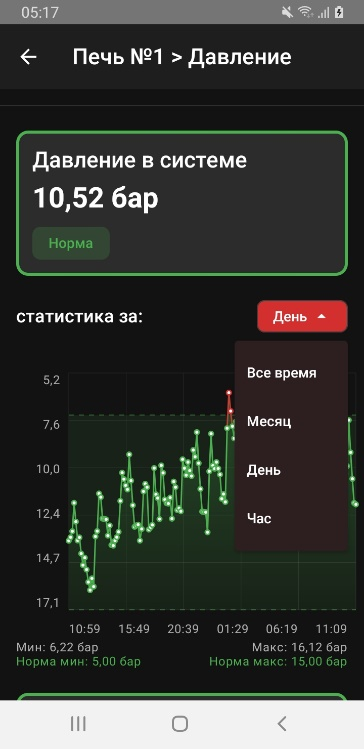 05:17
Печь №1 > Давление
Давление в системе
10,52 бар
Норма
статистика за:
День
Все время
Месяц
День
Час
5,2
7,6
10,0
12,4
14,7
17,1
10:59 15:49 20:39 01:29 06:19 11:09
Мин: 6,22 бар Макс: 16,12 бар
Норма мин: 5,00 бар Норма макс: 15,00 бар